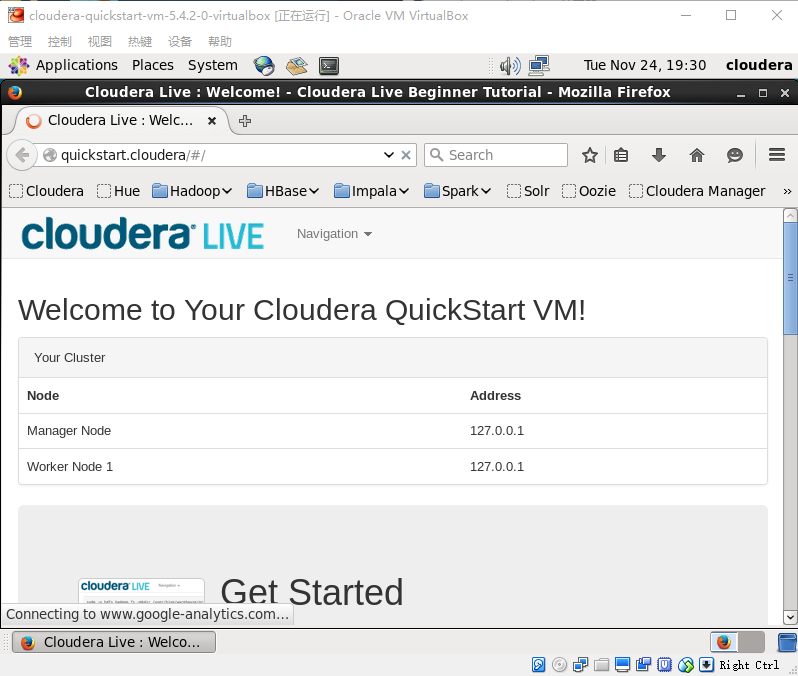 cloudera-quickstart-vm-5.4.2-0-virtualbox [正在运行] - Oracle VM VirtualBox
管理 控制 视图 热键 设备 帮助
Applications Places System Tue Nov 24, 19:30 cloudera
Cloudera Live : Welcome! - Cloudera Live Beginner Tutorial - Mozilla Firefox
Cloudera Live : Welc...
quickstart.cloudera/#/ Search
Cloudera Hue Hadoop HBase Impala Spark Solr Oozie Cloudera Manager »
cloudera LIVE Navigation
Welcome to Your Cloudera QuickStart VM!
Your Cluster
Node Address
Manager Node 127.0.0.1
Worker Node 1 127.0.0.1
cloudera LIVE Navigation
Get Started
Connecting to www.google-analytics.com...
Cloudera Live : Welco...
Right Ctrl